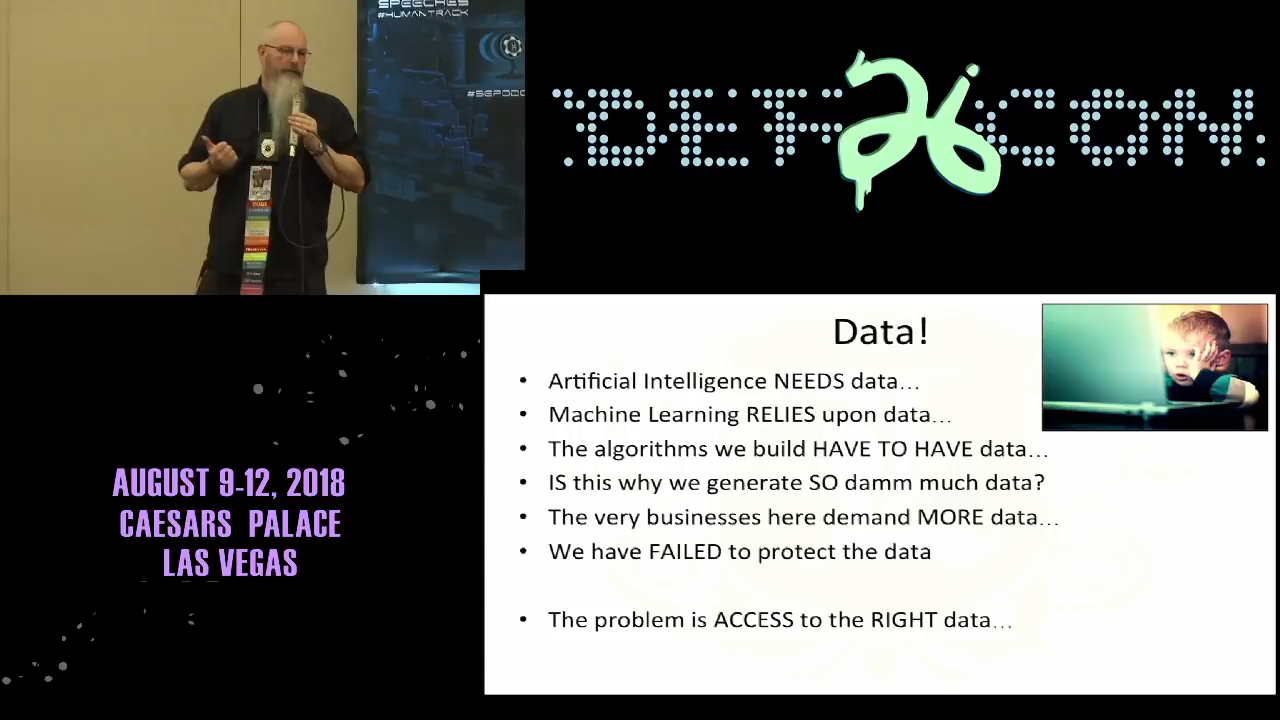 SPEECHES
#HUMANTRACK
#SEPODC
DEF 26 CON
AUGUST 9-12, 2018
CAESARS PALACE
LAS VEGAS
Data!
• Artificial Intelligence NEEDS data...
• Machine Learning RELIES upon data...
• The algorithms we build HAVE TO HAVE data...
• IS this why we generate SO damm much data?
• The very businesses here demand MORE data...
• We have FAILED to protect the data
• The problem is ACCESS to the RIGHT data...